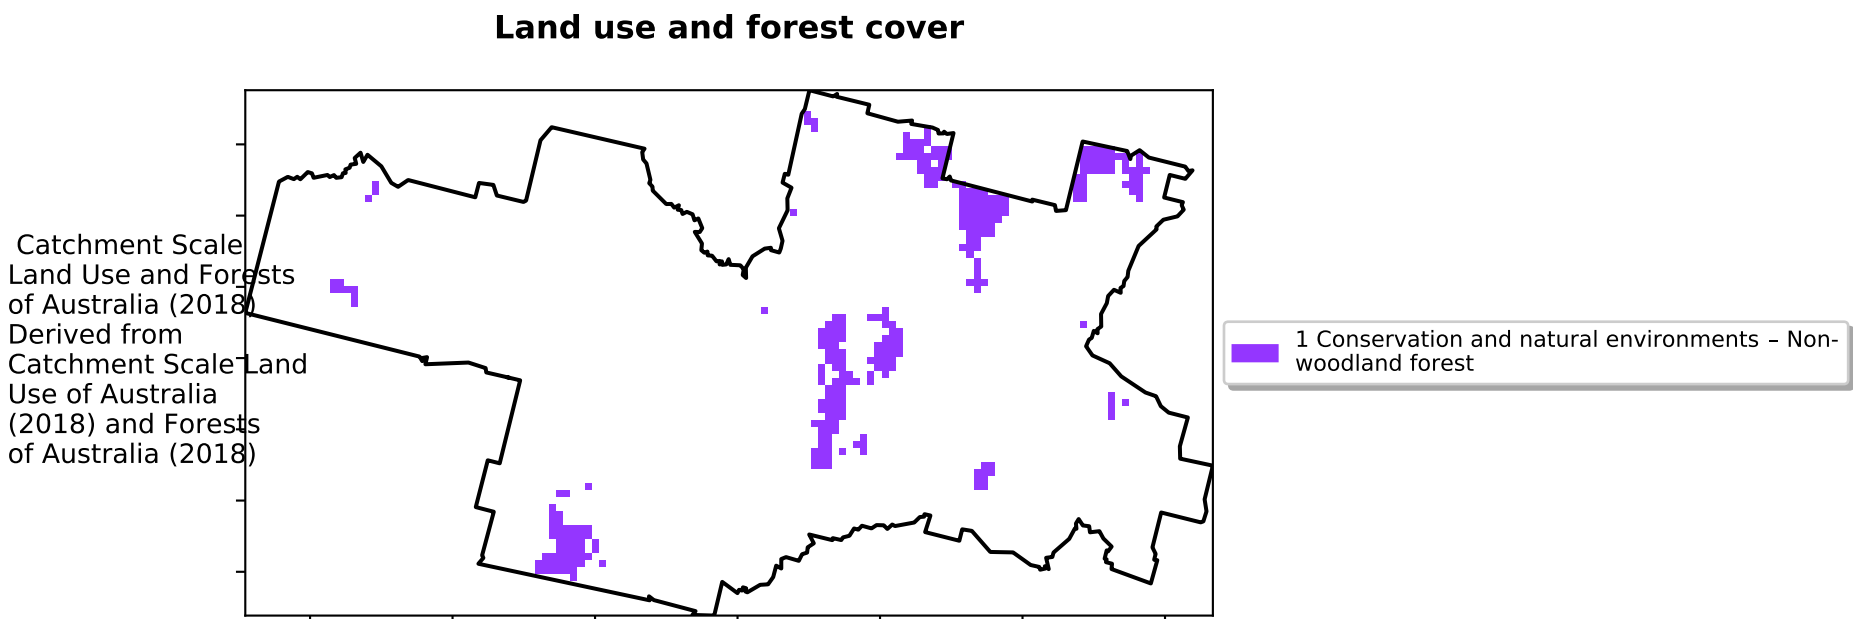 Land use and forest cover
Catchment Scale
Land Use and Forests
of Australia (2018)
Derived from
Catchment Scale Land
Use of Australia
(2018) and Forests
of Australia (2018)
1 Conservation and natural environments – Non-
woodland forest